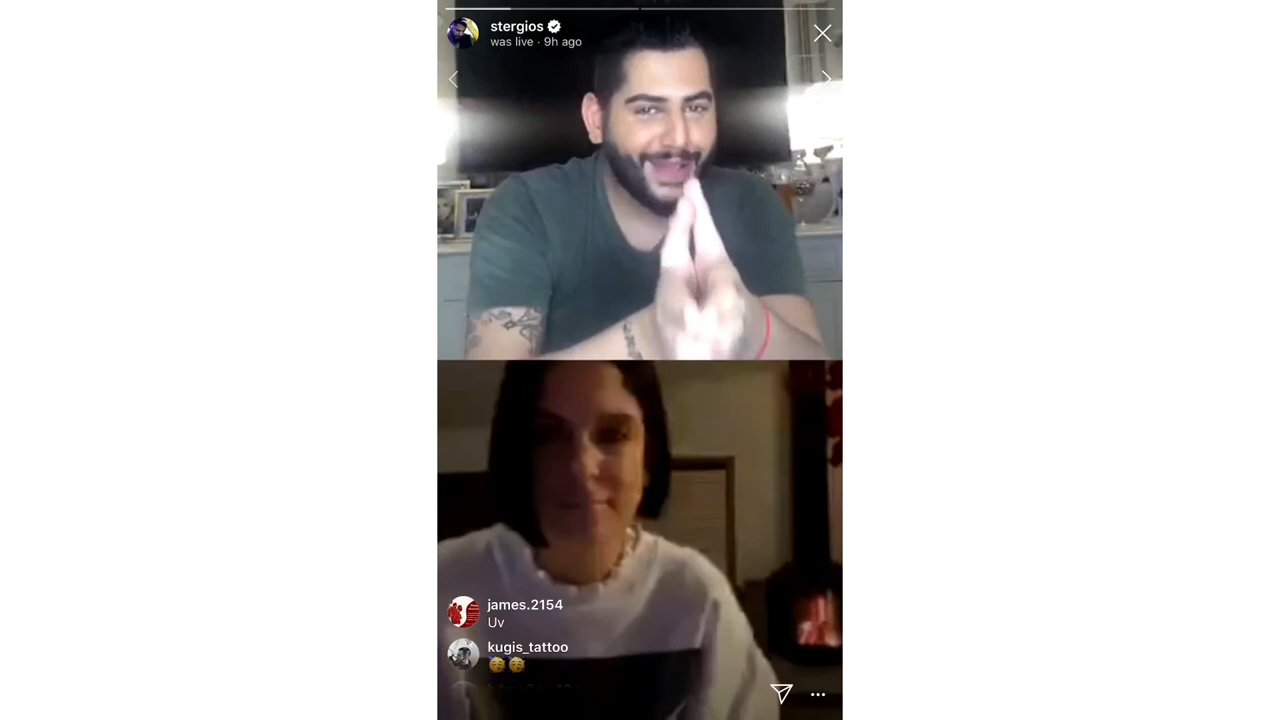 stergios
was live · 9h ago
james.2154
Uv
kugis_tattoo
🥳🥳